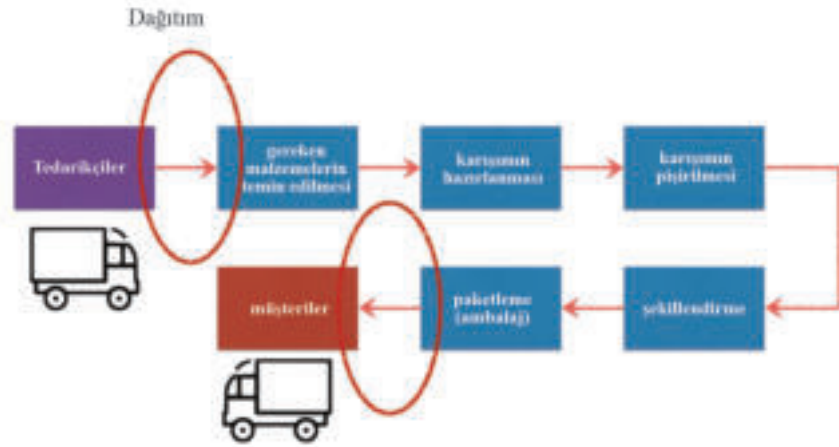 Dağıtım
Tedarikçiler
gereken
malzemelerin
temin edilmesi
karışımın
hazırlanması
karışımın
pişirilmesi
müşteriler
paketleme
(ambalaj)
şekillendirme